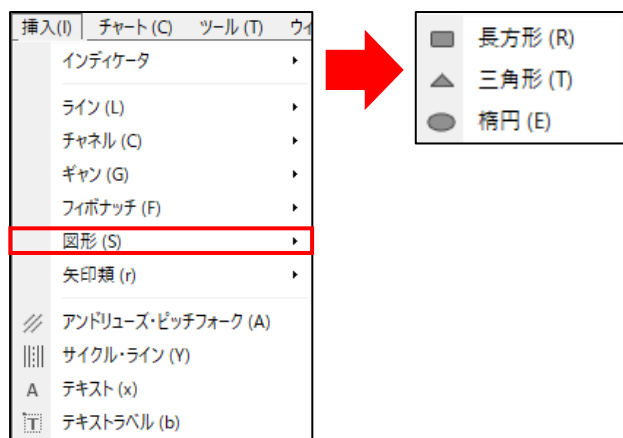 挿入(I) チャート(C) ツール(T) ウィ
インディケータ
ライン(L)
チャネル(C)
ギャン(G)
フィボナッチ(F)
図形(S)
矢印類(r)
アンドリューズ・ピッチフォーク(A)
サイクル・ライン(Y)
A テキスト(x)
T テキストラベル(b)
長方形(R)
三角形(T)
楕円(E)